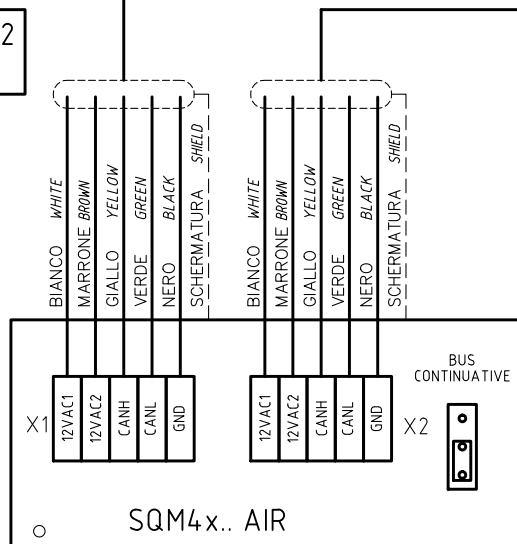 2
BIANCO WHITE
MARRONE BROWN
GIALLO YELLOW
VERDE GREEN
NERO BLACK
SCHERMATURA SHIELD
BIANCO WHITE
MARRONE BROWN
GIALLO YELLOW
VERDE GREEN
NERO BLACK
SCHERMATURA SHIELD
X1
12VAC1
12VAC2
CANH
CANL
GND
12VAC1
12VAC2
CANH
CANL
GND
X2
BUS
CONTINUATIVE
SQM4x.. AIR